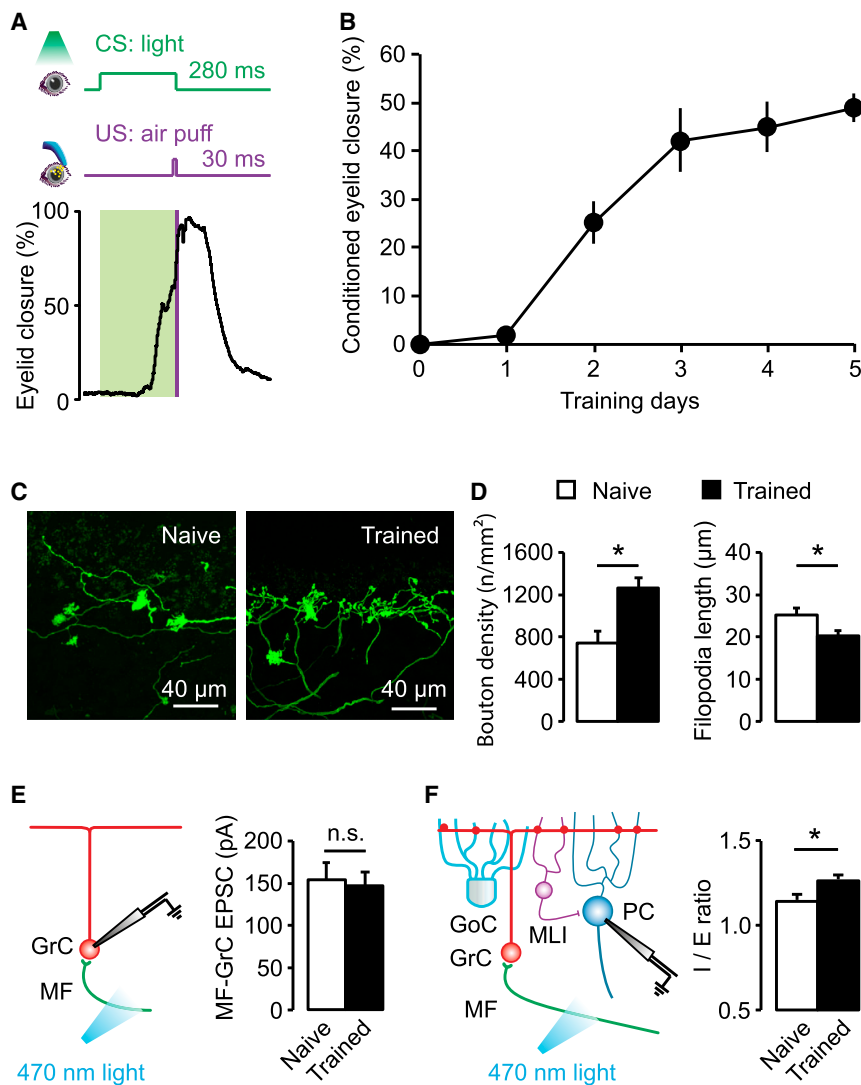 A
CS: light
280 ms
US: air puff
30 ms
100
50
0
Eyelid closure (%)
B
60
50
40
30
20
10
0
Conditioned eyelid closure (%)
0 1 2 3 4 5
Training days
C
Naive
40 µm
Trained
40 µm
D
Naive
Trained
Bouton density (n/mm²)
1600
1200
800
400
0
*
Filopodia length (µm)
40
30
20
10
0
*
E
GrC
MF
470 nm light
MF-GrC EPSC (pA)
200
150
100
50
0
n.s.
Naive
Trained
F
GoC
GrC
MLI
PC
MF
470 nm light
I / E ratio
1.5
1.0
0.5
*
Naive
Trained